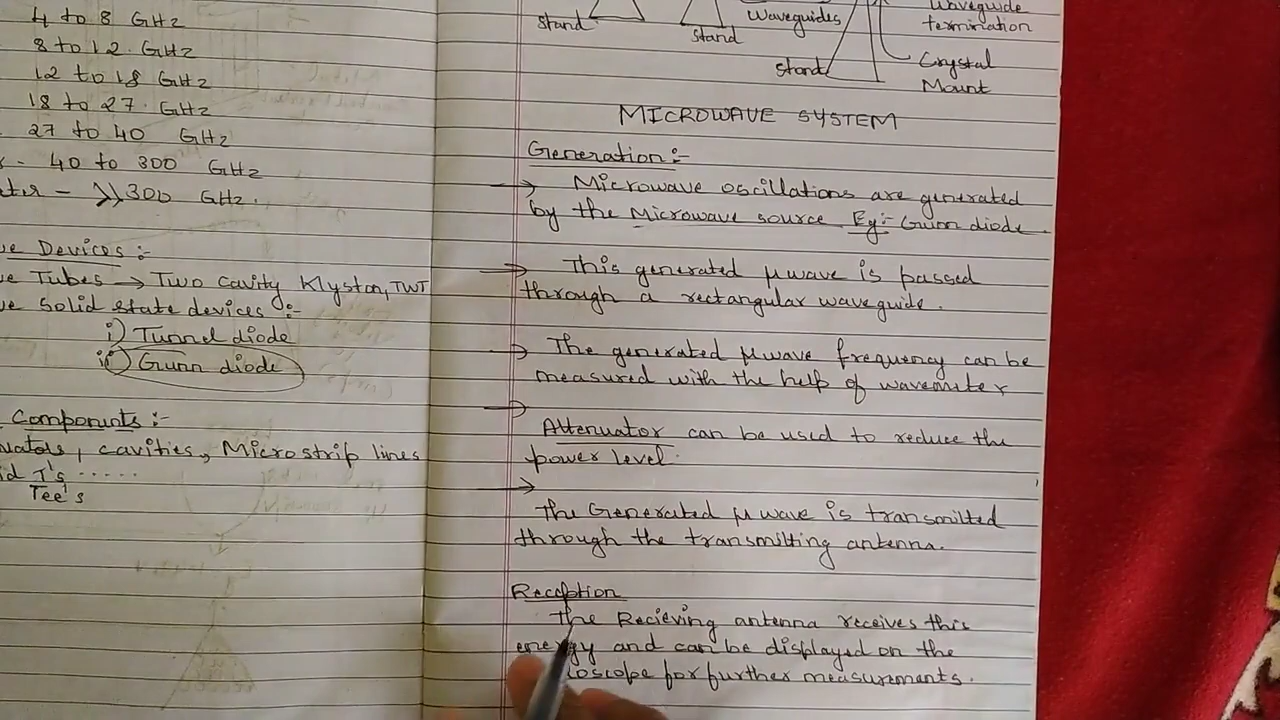 4 to 8 GHz
8 to 12 GHz
12 to 18 GHz
18 to 27 GHz
27 to 40 GHz
- 40 to 300 GHz
- >>300 GHz.
Devices :-
Tubes → Two cavity Klyston, TWT
solid state devices :-
i) Tunnel diode
ii) Gunn diode
Components :-
cavities, Microstrip lines
T's .....
Tee's
Stand
Stand
Waveguides
Stand
Waveguide
termination
Crystal
Mount
MICROWAVE SYSTEM
Generation :-
→ Microwave oscillations are generated
by the Microwave source Eg:- Gunn diode.
→ This generated μwave is passed
through a rectangular waveguide.
→ The generated μwave frequency can be
measured with the help of wavemeter
→
Attenuator can be used to reduce the
power level.
→
The Generated μwave is transmitted
through the transmitting antenna.
Reception
The Recieving antenna receives this
energy and can be displayed on the
for further measurements.